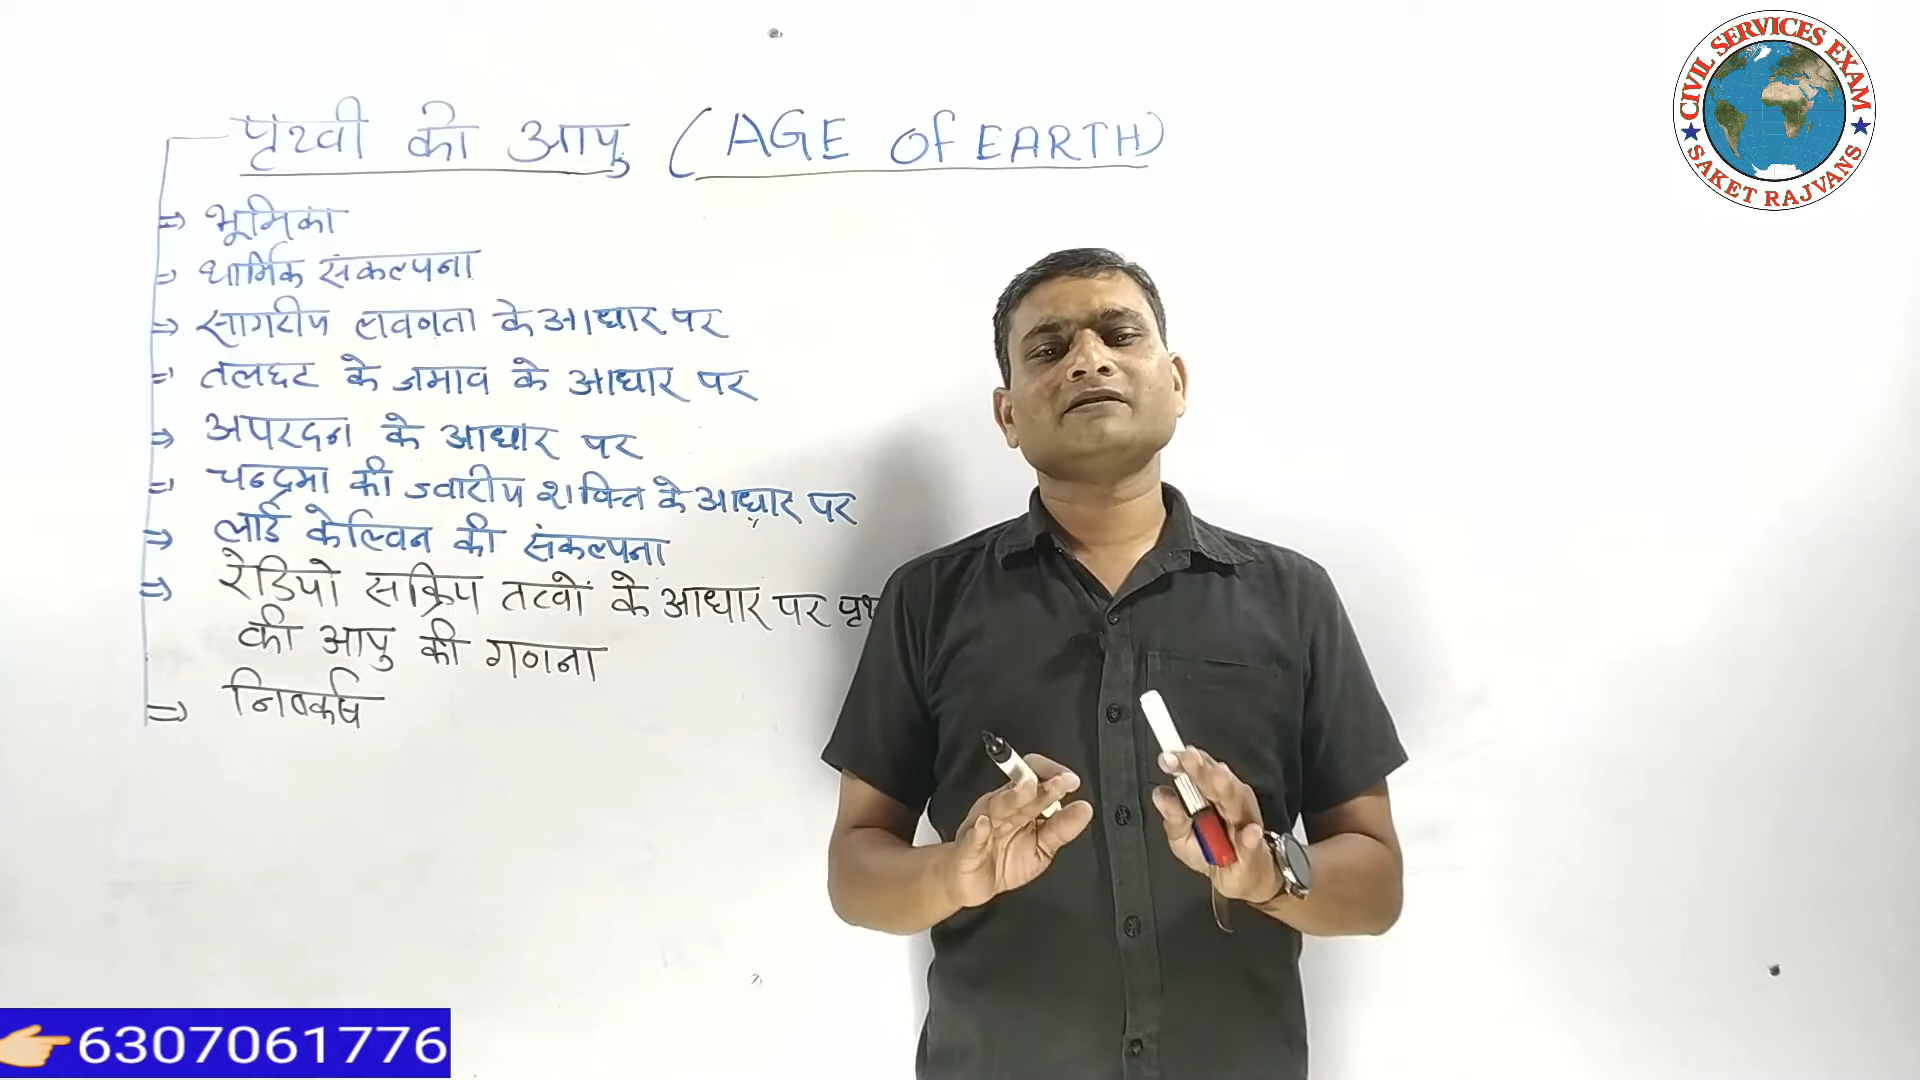 पृथ्वी की आयु (AGE Of EARTH)
⇒ भूमिका
⇒ धार्मिक संकल्पना
⇒ सागरीय लवणता के आधार पर
⇒ तलछट के जमाव के आधार पर
⇒ अपरदन के आधार पर
⇒ चन्द्रमा की ज्वारीय शक्ति के आधार पर
⇒ लार्ड केल्विन की संकल्पना
⇒ रेडियो सक्रिय तत्वों के आधार पर
की आयु की गणना
⇒ निष्कर्ष
CIVIL SERVICES EXAM
SAKET RAJVANS
6307061776